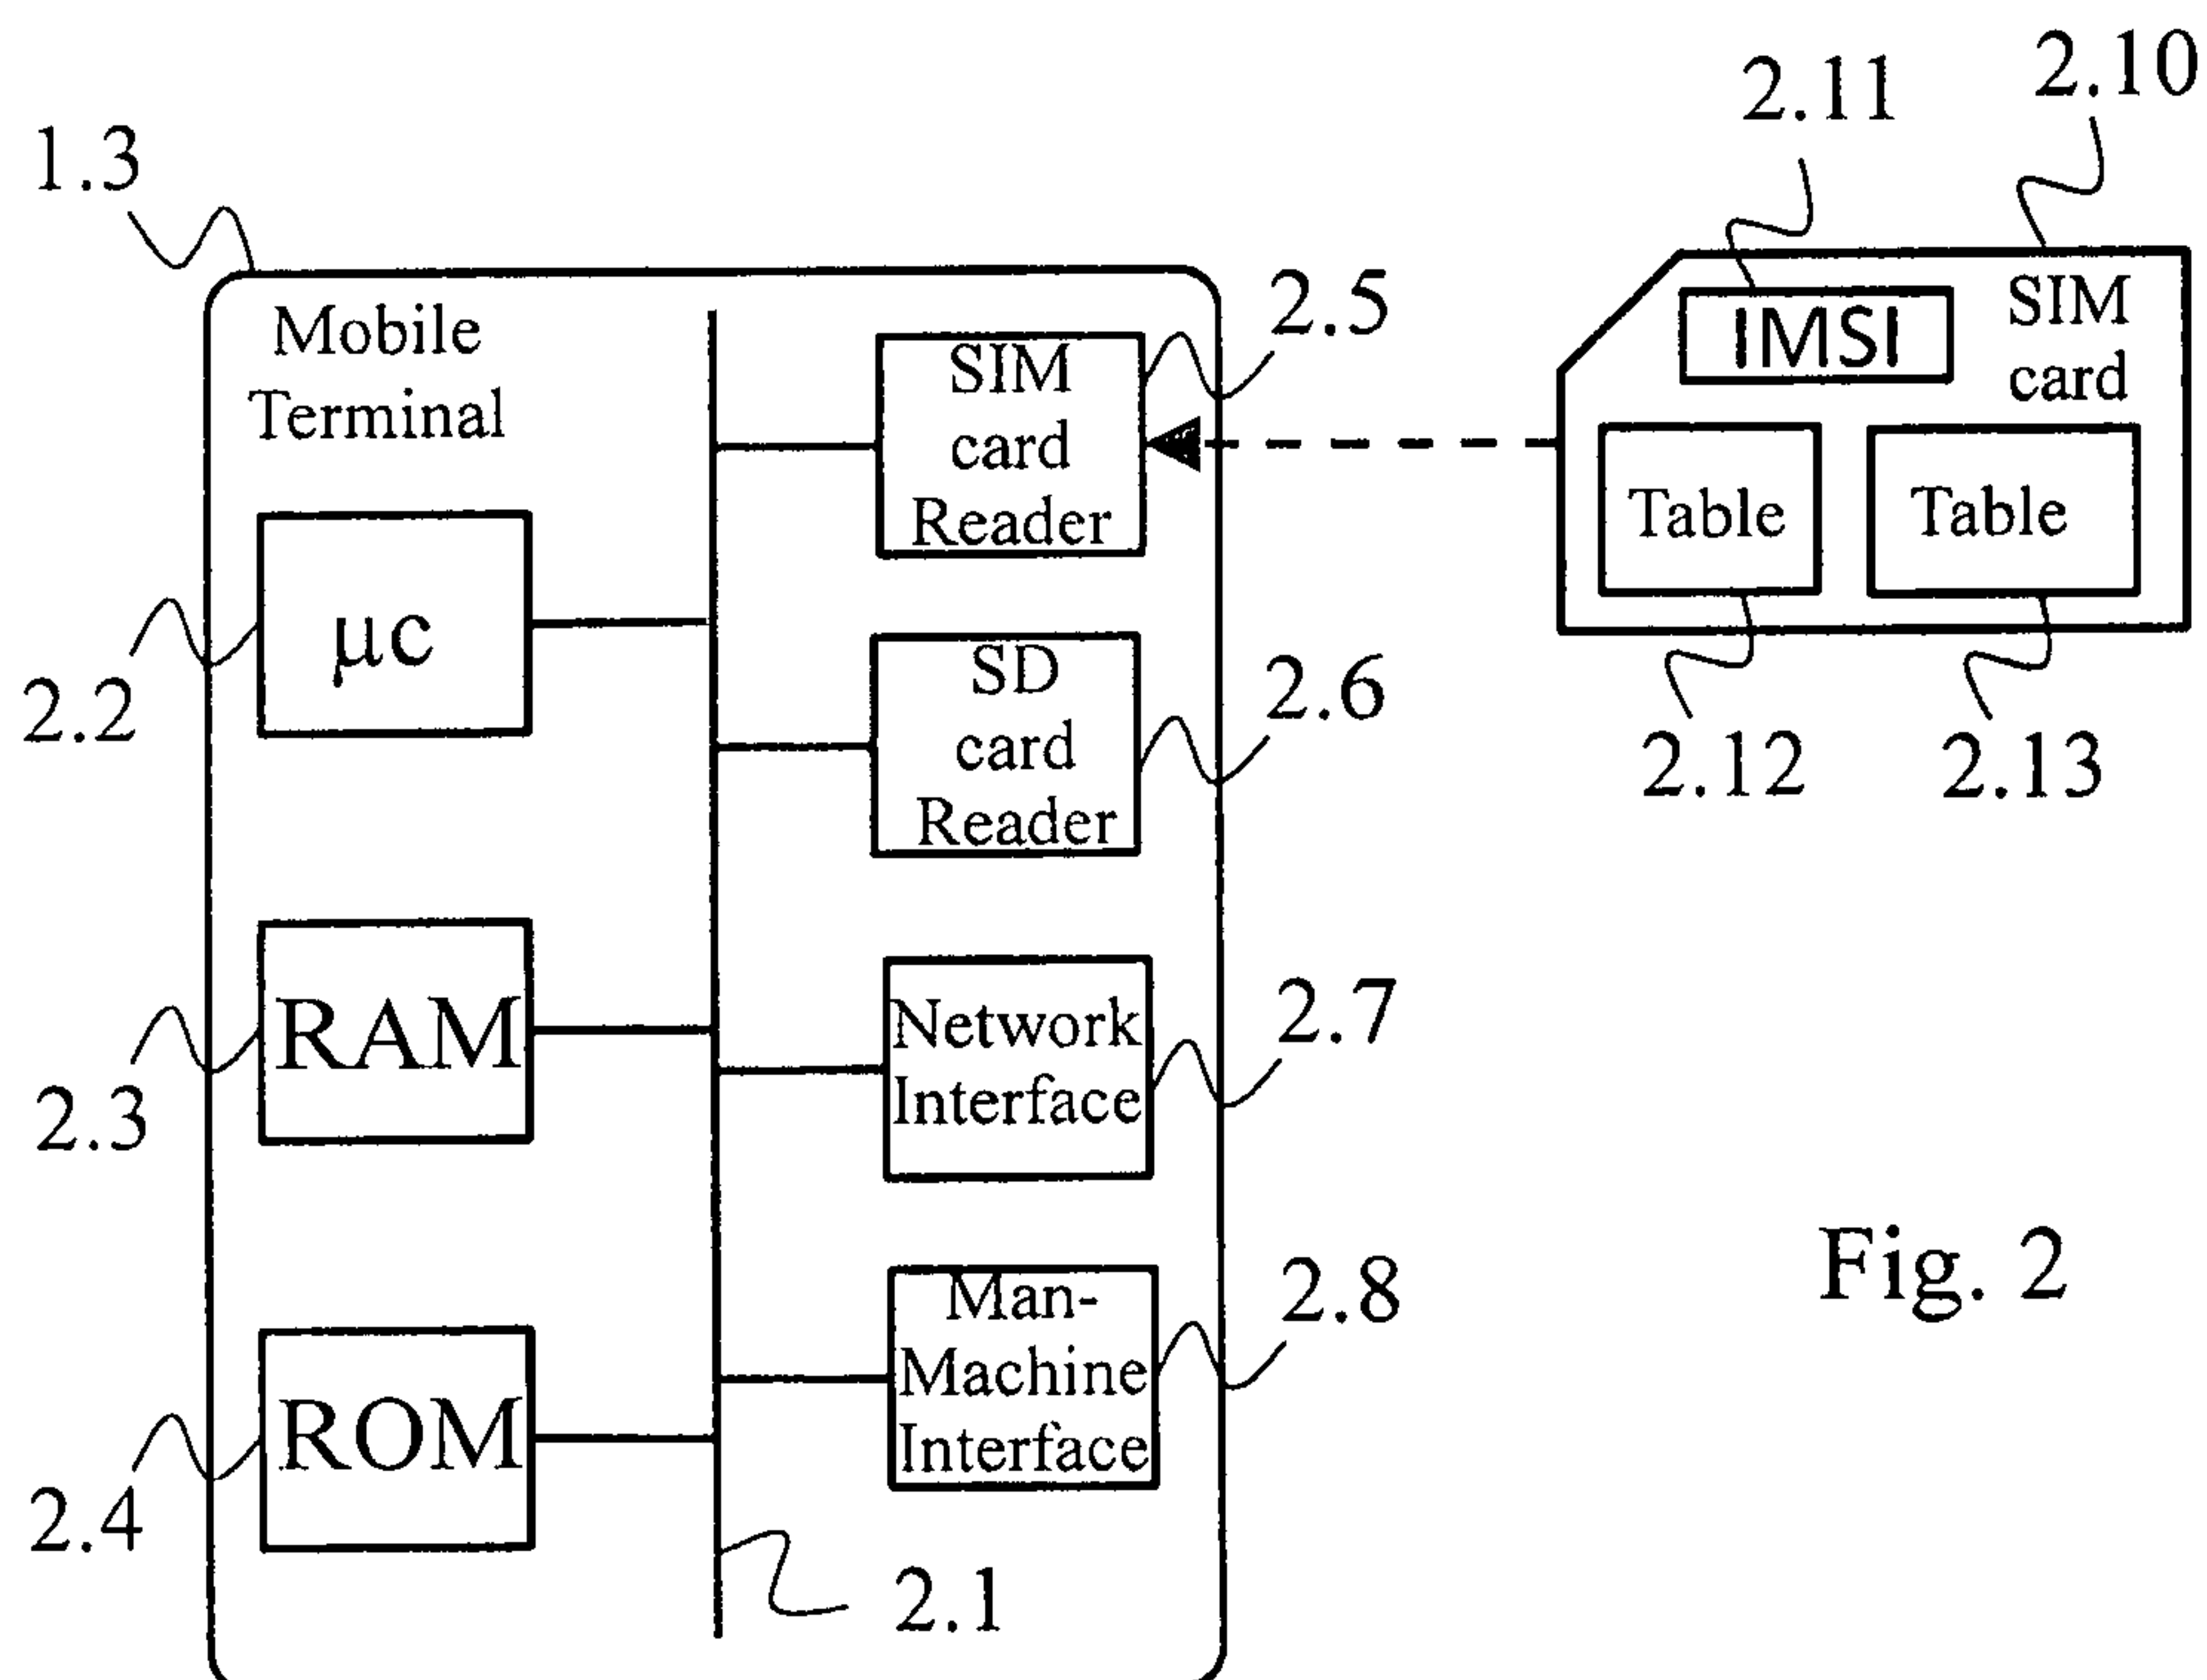 2.10
2.11
1.3
Mobile
Terminal
SIM
card
Reader
2.5
IMSI
SIM
card
Table
Table
2.12
2.13
µc
2.2
SD
card
Reader
2.6
RAM
2.3
Network
Interface
2.7
ROM
2.4
Man-
Machine
Interface
2.8
2.1
Fig. 2